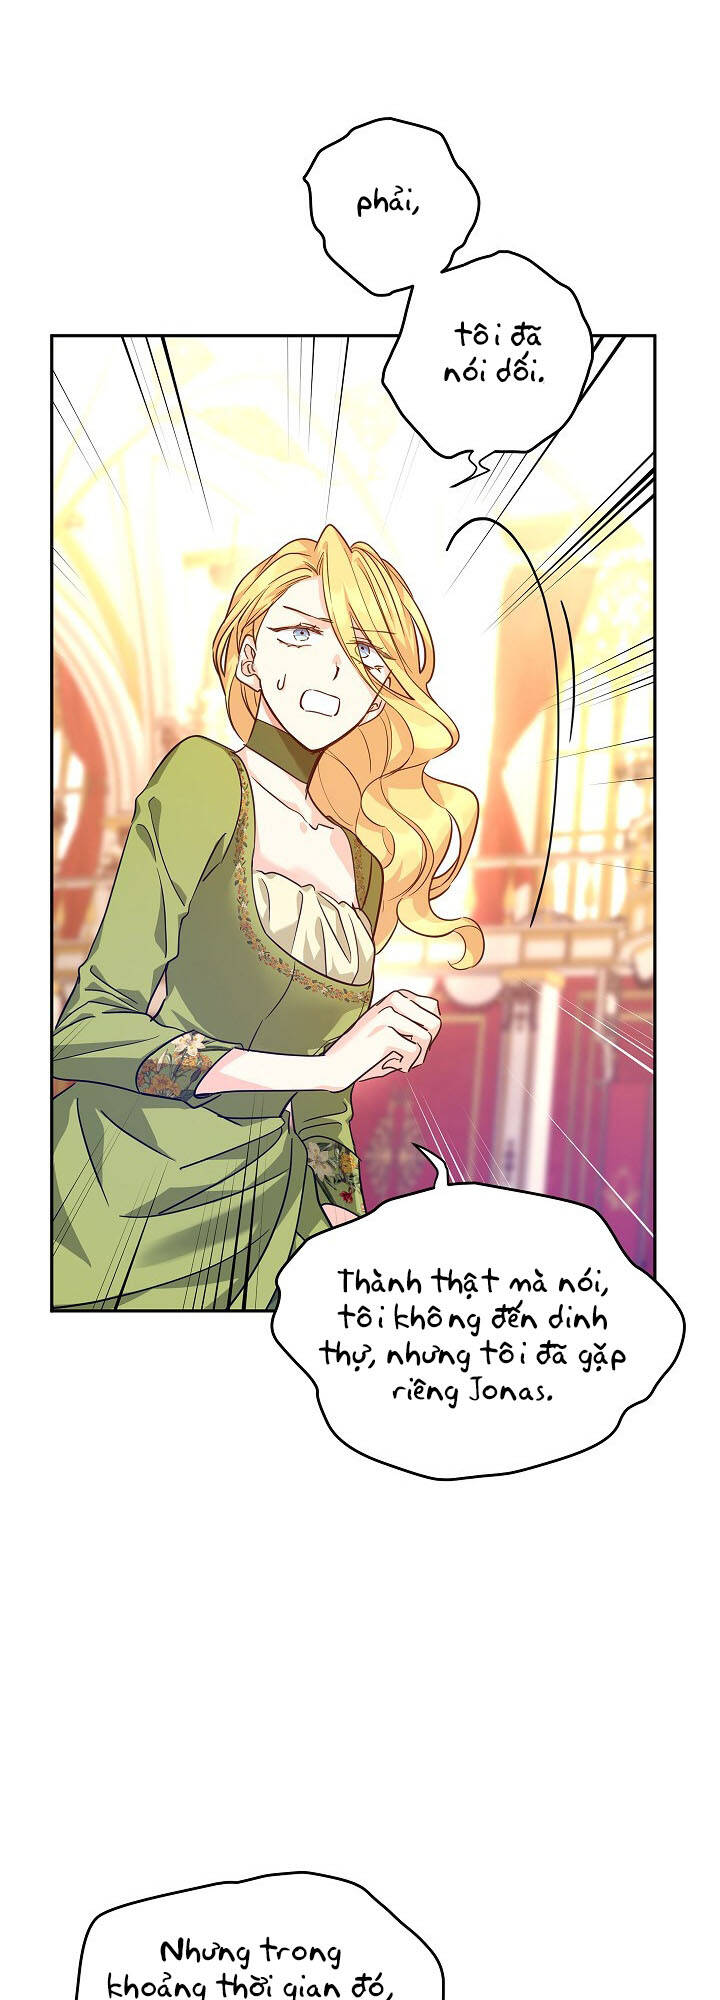 phải,
tôi đã
nói dối.
Thành thật mà nói,
tôi không đến dinh
thự, nhưng tôi đã gặp
riêng Jonas.
Nhưng trong
khoảng thời gian đó,